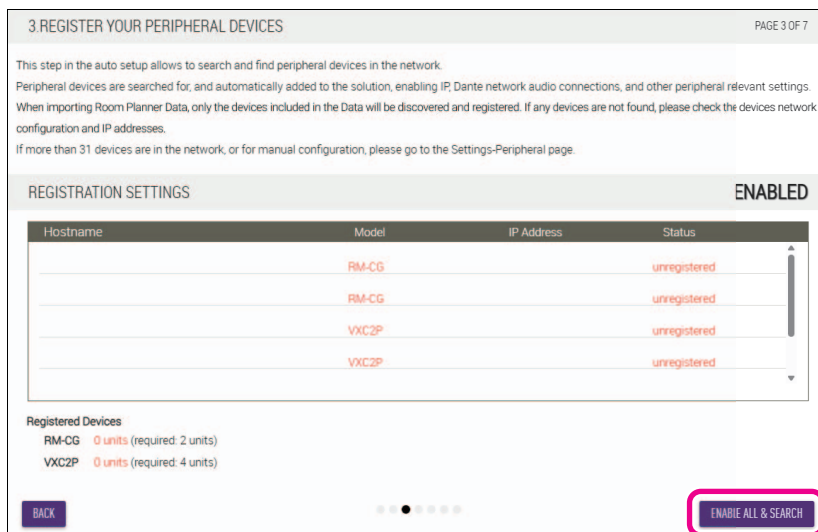 3.REGISTER YOUR PERIPHERAL DEVICES
PAGE 3 OF 7
This step in the auto setup allows to search and find peripheral devices in the network.
Peripheral devices are searched for, and automatically added to the solution, enabling IP, Dante network audio connections, and other peripheral relevant settings.
When importing Room Planner Data, only the devices included in the Data will be discovered and registered. If any devices are not found, please check the devices network
configuration and IP addresses.
If more than 31 devices are in the network, or for manual configuration, please go to the Settings-Peripheral page.
REGISTRATION SETTINGS
ENABLED
Hostname Model IP Address Status
RM-CG unregistered
RM-CG unregistered
VXC2P unregistered
VXC2P unregistered
Registered Devices
RM-CG 0 units (required: 2 units)
VXC2P 0 units (required: 4 units)
BACK
ENABIE ALL & SEARCH